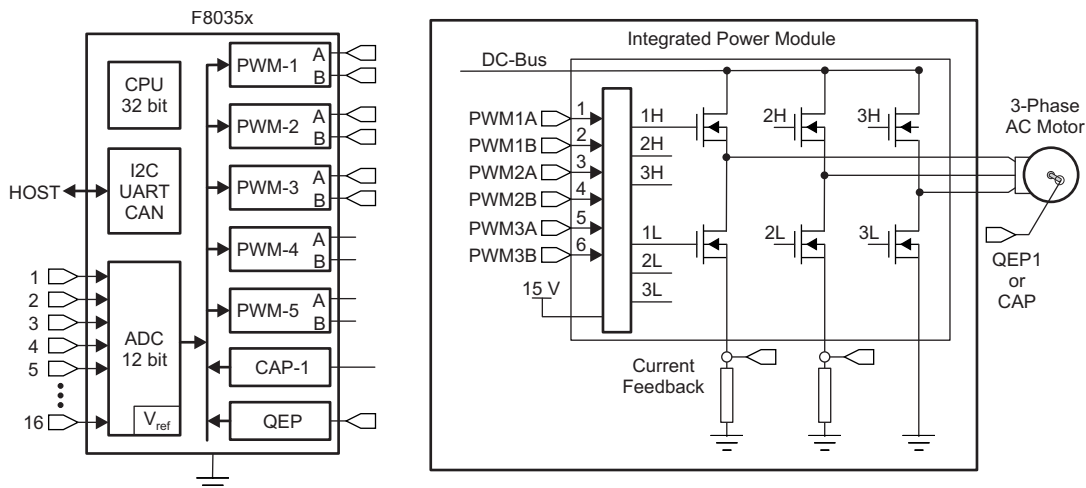 F8035x
CPU
32 bit
I2C
UART
CAN
HOST
1
2
3
4
5
16
ADC
12 bit
Vref
PWM-1
A
B
PWM-2
A
B
PWM-3
A
B
PWM-4
A
B
PWM-5
A
B
CAP-1
QEP
Integrated Power Module
DC-Bus
PWM1A
1
PWM1B
2
PWM2A
3
PWM2B
4
PWM3A
5
PWM3B
6
15 V
1H
2H
3H
1L
2L
3L
2H
3H
2L
3L
Current
Feedback
3-Phase
AC Motor
QEP1
or
CAP